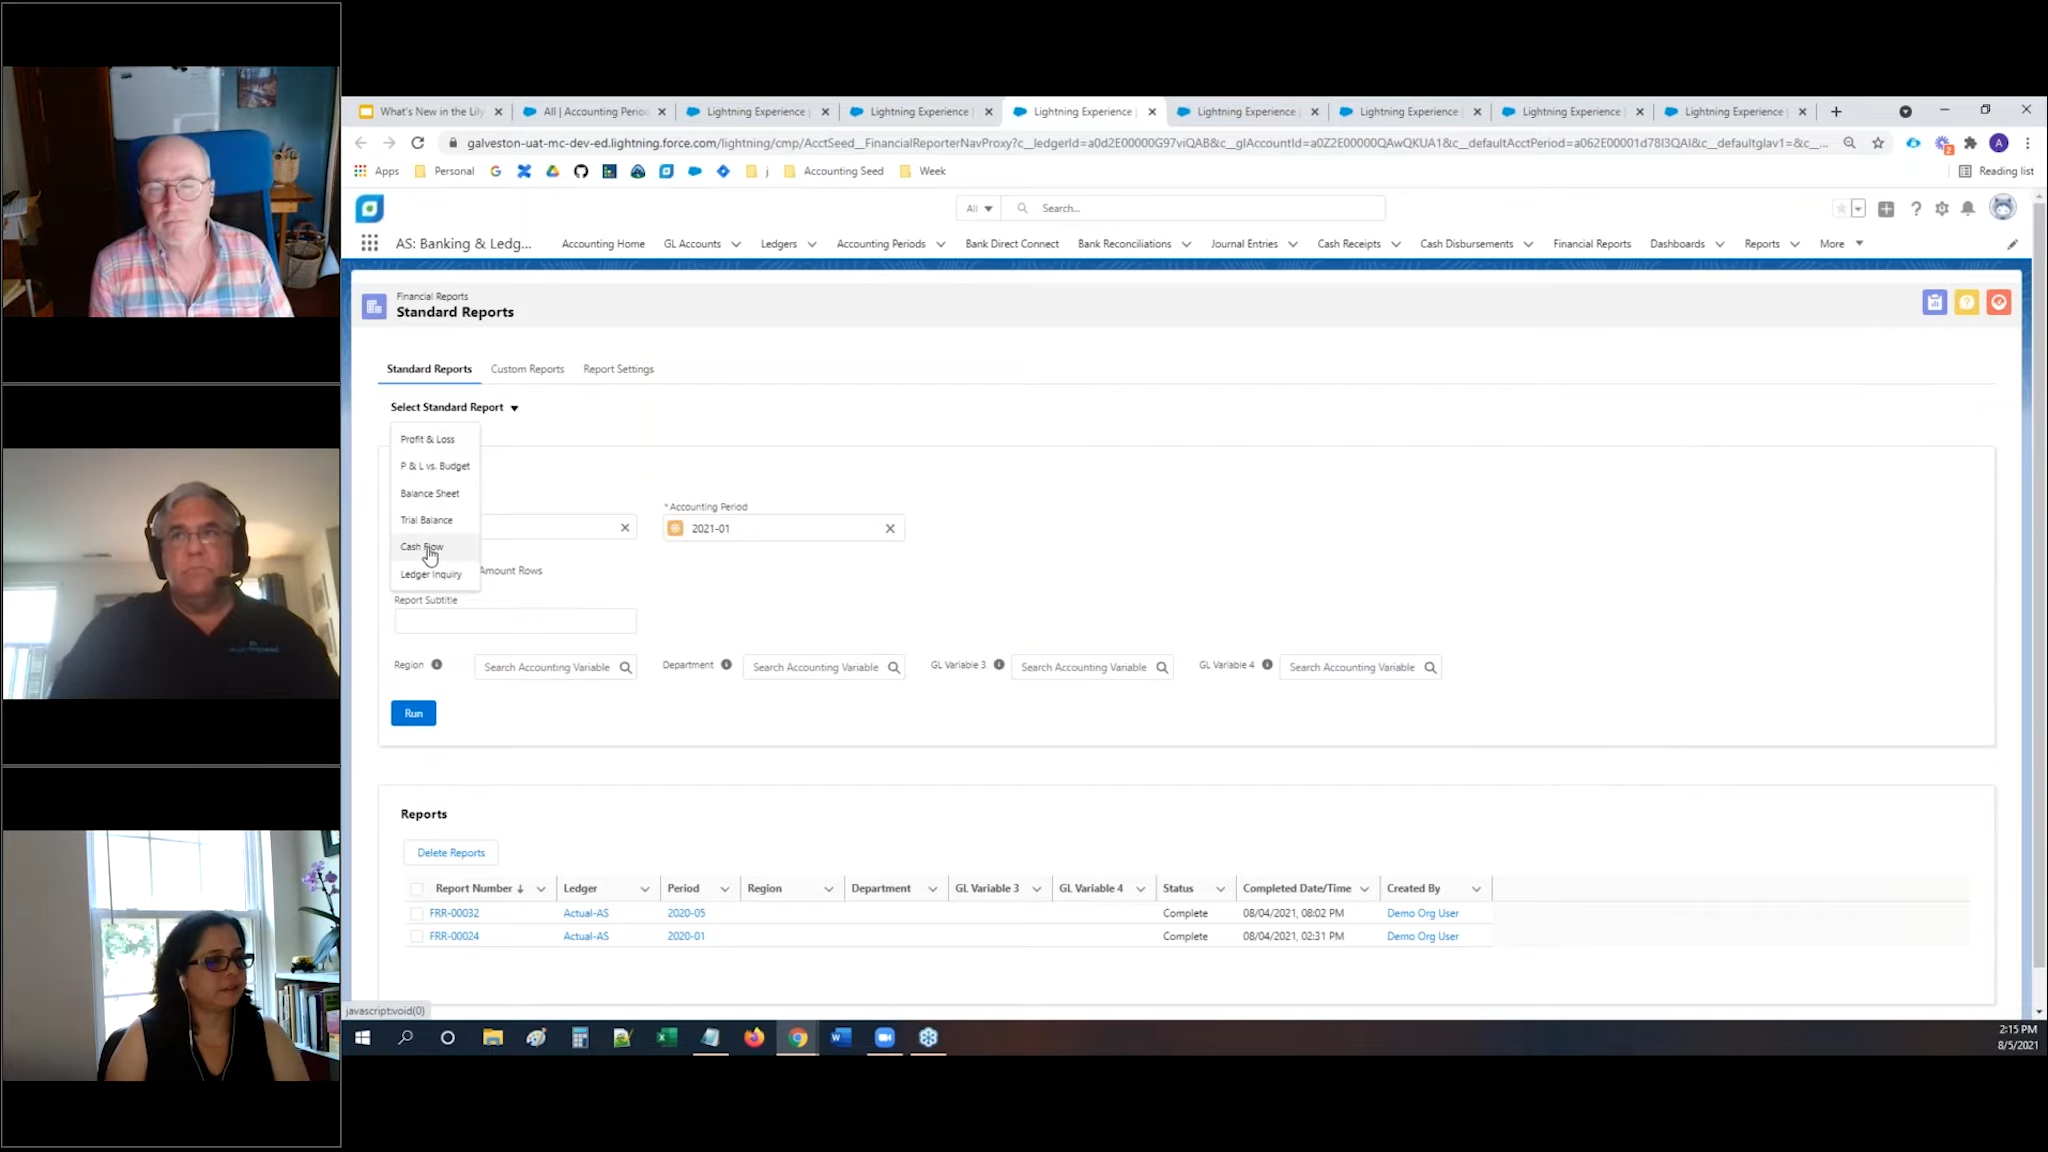 What's New in the Lily
All | Accounting Perio
Lightning Experience |
Lightning Experience |
Lightning Experience |
Lightning Experience |
Lightning Experience |
Lightning Experience |
Lightning Experience |
galveston-uat-mc-dev-ed.lightning.force.com/lightning/cmp/AcctSeed__FinancialReporterNavProxy?c__ledgerId=a0d2E00000G97viQAB&c__glAccountId=a0Z2E00000QAwQKUA1&c__defaultAcctPeriod=a062E00001d78I3QAI&c__defaultglav1=&c__...
Apps
Personal
j
Accounting Seed
Week
Reading list
All
Search...
AS: Banking & Ledg...
Accounting Home
GL Accounts
Ledgers
Accounting Periods
Bank Direct Connect
Bank Reconciliations
Journal Entries
Cash Receipts
Cash Disbursements
Financial Reports
Dashboards
Reports
More
Financial Reports
Standard Reports
Standard Reports
Custom Reports
Report Settings
Select Standard Report
Profit & Loss
P & L vs. Budget
Balance Sheet
Trial Balance
Cash Flow
Ledger Inquiry
*Accounting Period
2021-01
Amount Rows
Report Subtitle
Region
Search Accounting Variable
Department
Search Accounting Variable
GL Variable 3
Search Accounting Variable
GL Variable 4
Search Accounting Variable
Run
Reports
Delete Reports
Report Number
Ledger
Period
Region
Department
GL Variable 3
GL Variable 4
Status
Completed Date/Time
Created By
FRR-00032
Actual-AS
2020-05
Complete
08/04/2021, 08:02 PM
Demo Org User
FRR-00024
Actual-AS
2020-01
Complete
08/04/2021, 02:31 PM
Demo Org User
javascript:void(0)
2:15 PM
8/5/2021